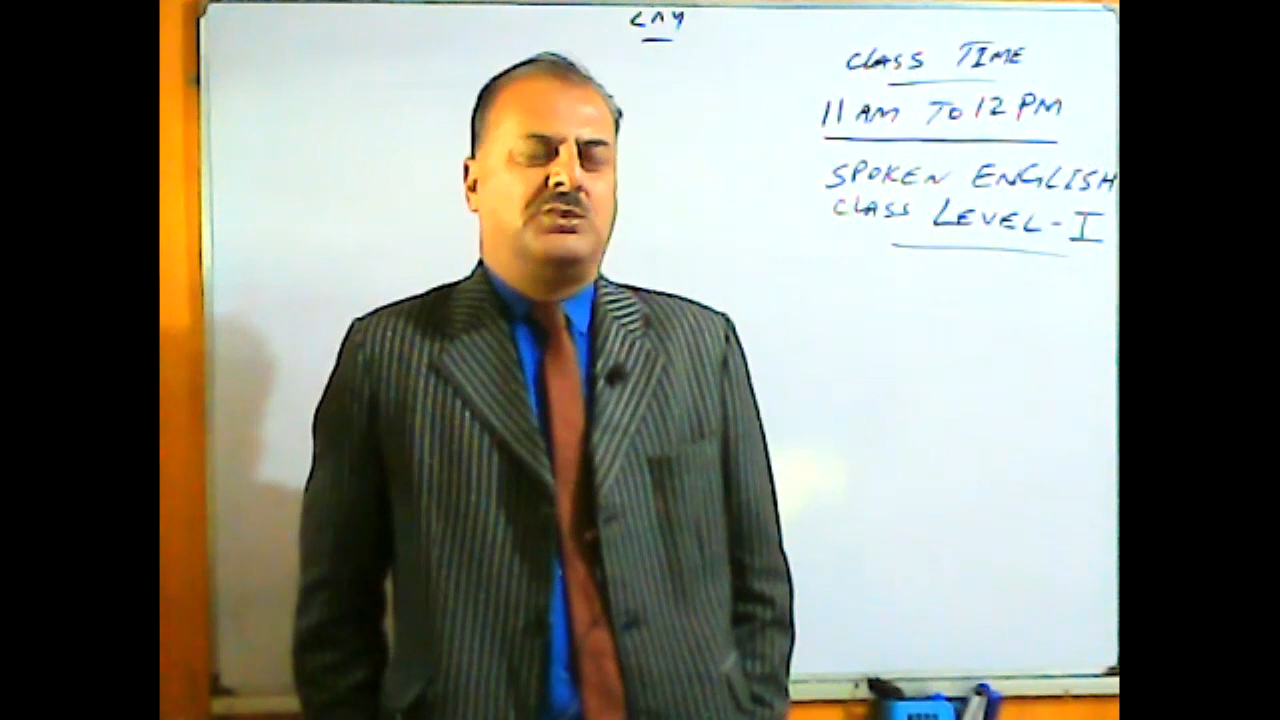 CLASS TIME
11 AM TO 12 PM
SPOKEN ENGLISH
CLASS LEVEL-I